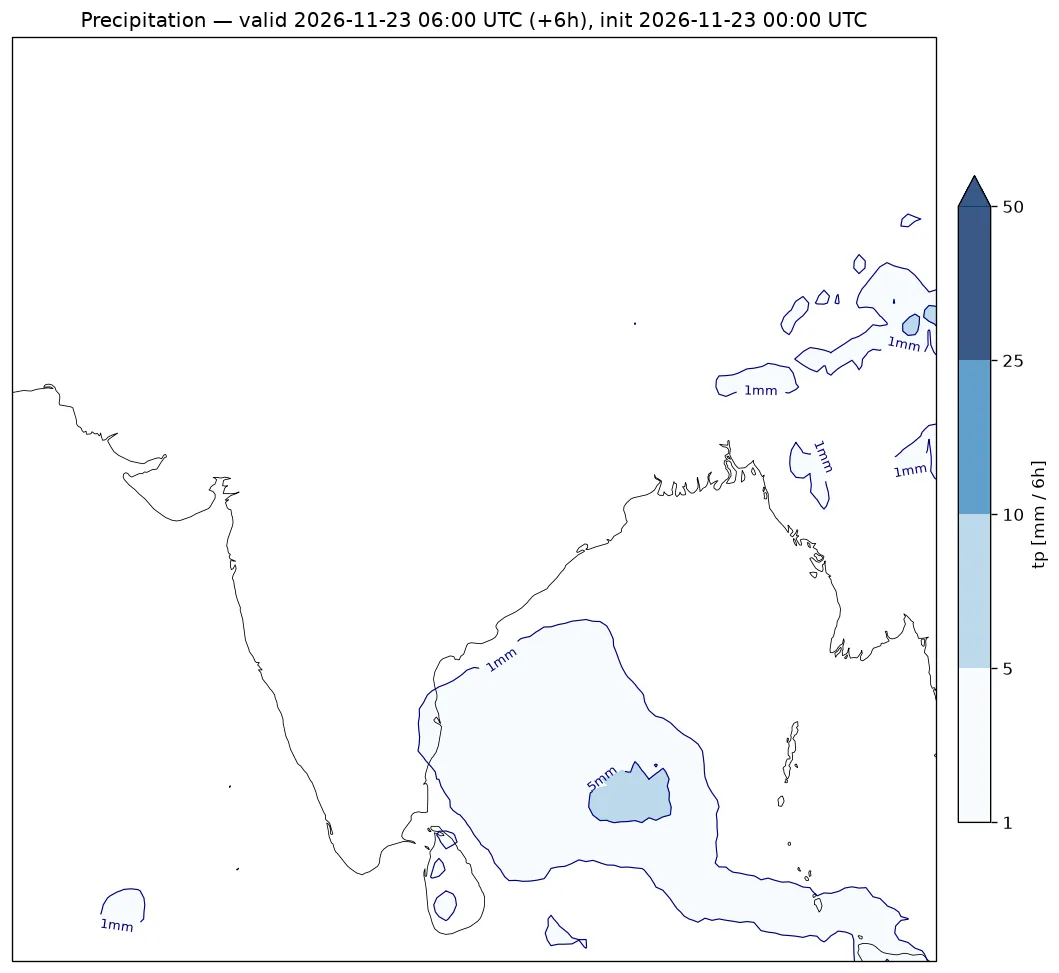 Precipitation — valid 2026-11-23 06:00 UTC (+6h), init 2026-11-23 00:00 UTC
50
1mm
25
1mm
1mm
1mm
tp [mm / 6h]
10
1mm
5
5mm
1
1mm